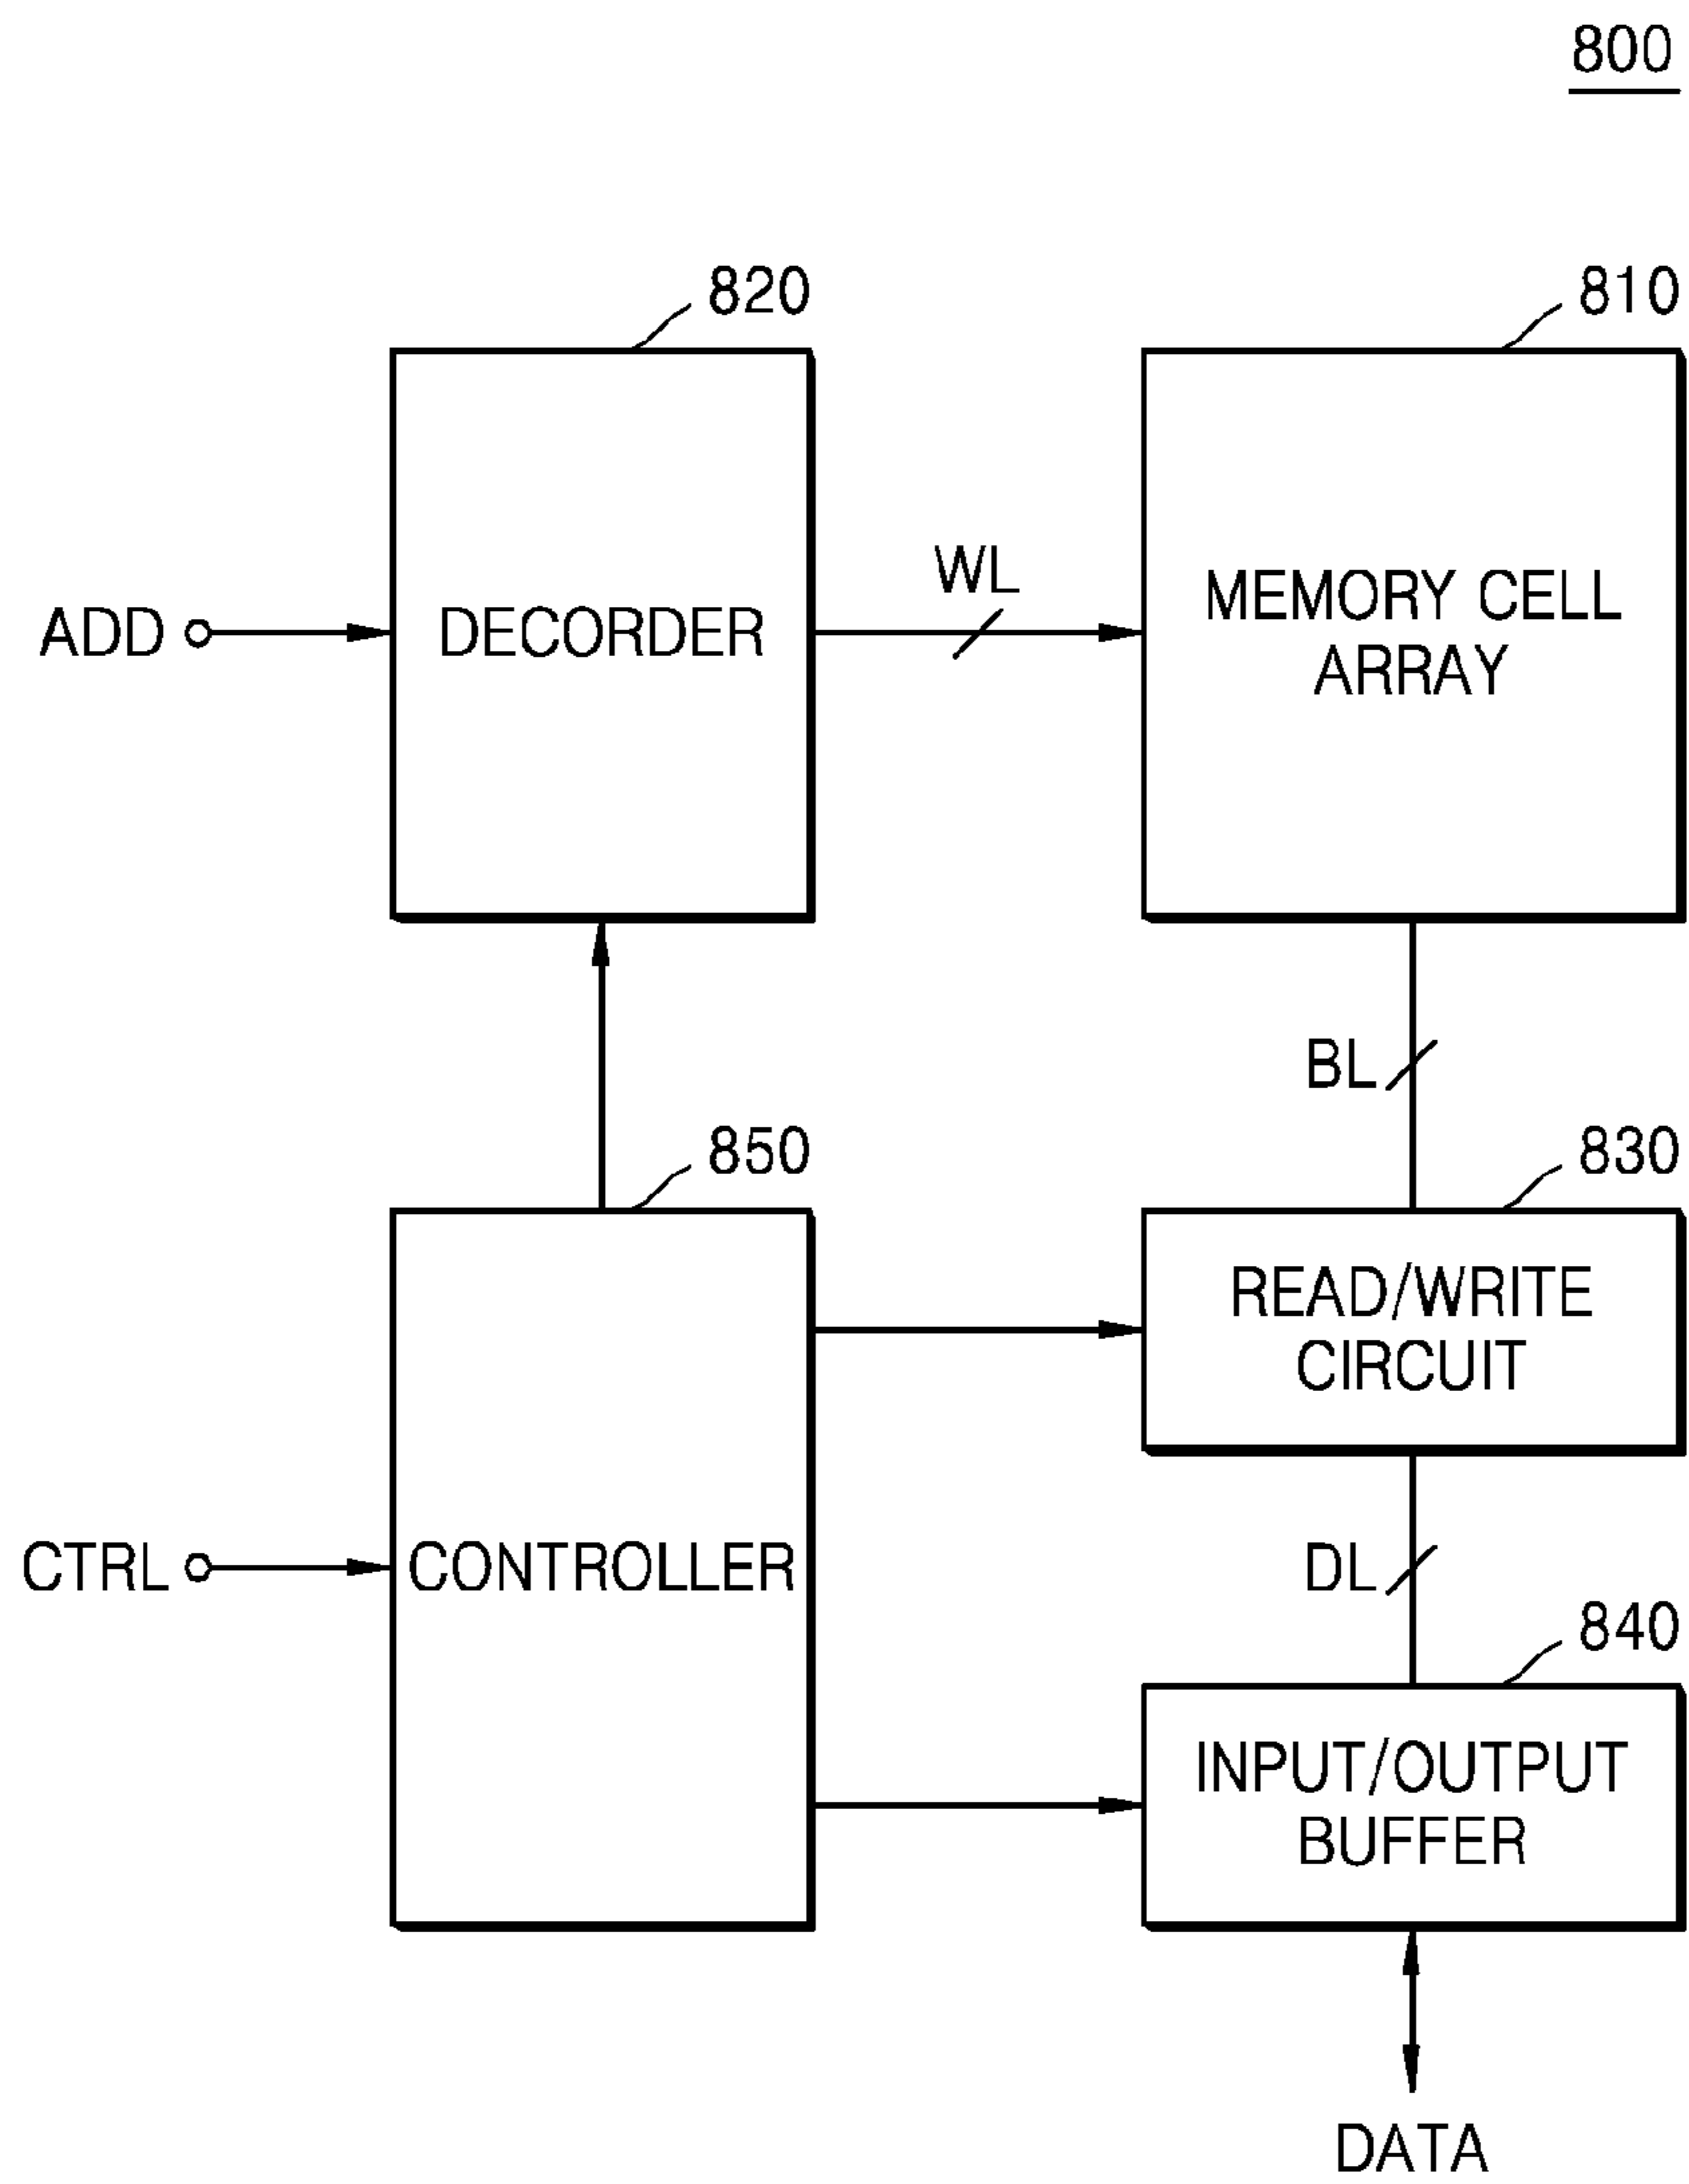 800
820
810
ADD
DECORDER
WL
MEMORY CELL
ARRAY
BL
850
830
READ/WRITE
CIRCUIT
CTRL
CONTROLLER
DL
840
INPUT/OUTPUT
BUFFER
DATA